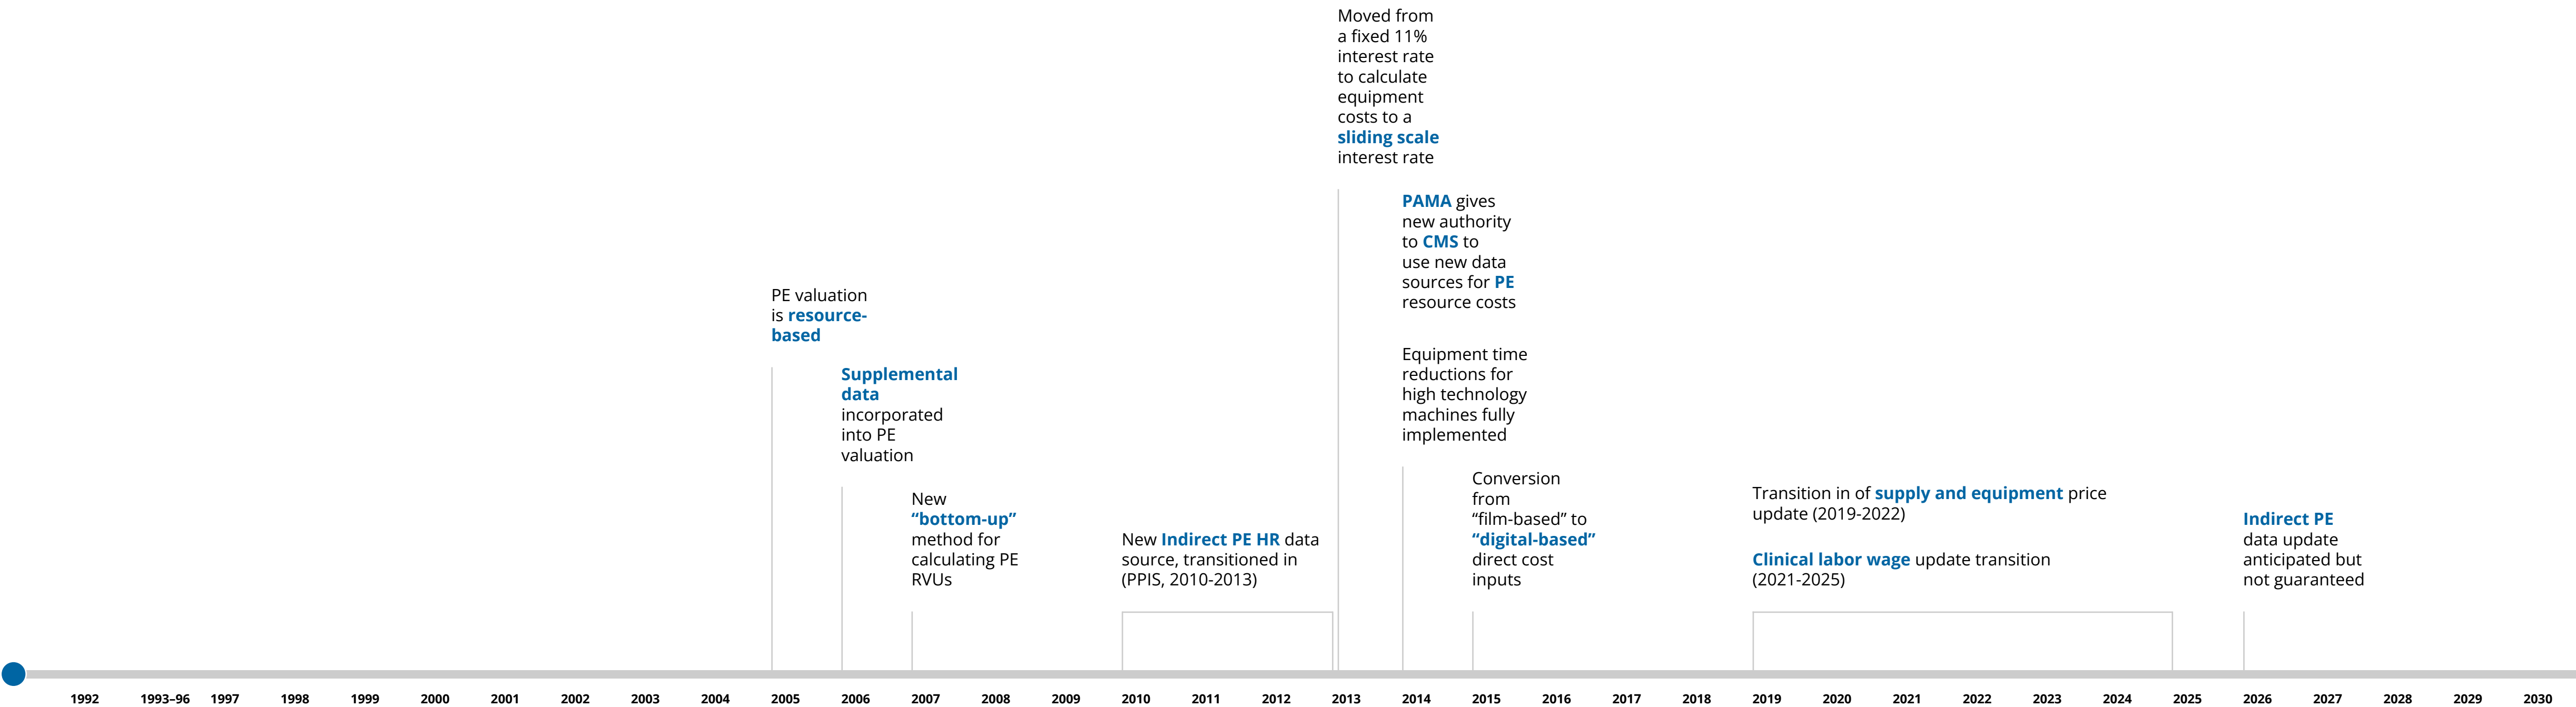 Moved from
a fixed 11%
interest rate
to calculate
equipment
costs to a
sliding scale
interest rate
PAMA gives
new authority
to CMS to
use new data
sources for PE
resource costs
PE valuation
is resource-
based
Equipment time
reductions for
high technology
machines fully
implemented
Supplemental
data
incorporated
into PE
valuation
New
“bottom-up”
method for
calculating PE
RVUs
New Indirect PE HR data
source, transitioned in
(PPIS, 2010-2013)
Conversion
from
“film-based” to
“digital-based”
direct cost
inputs
Transition in of supply and equipment price
update (2019-2022)
Clinical labor wage update transition
(2021-2025)
Indirect PE
data update
anticipated but
not guaranteed
1992 1993–96 1997 1998 1999 2000 2001 2002 2003 2004 2005 2006 2007 2008 2009 2010 2011 2012 2013 2014 2015 2016 2017 2018 2019 2020 2021 2022 2023 2024 2025 2026 2027 2028 2029 2030